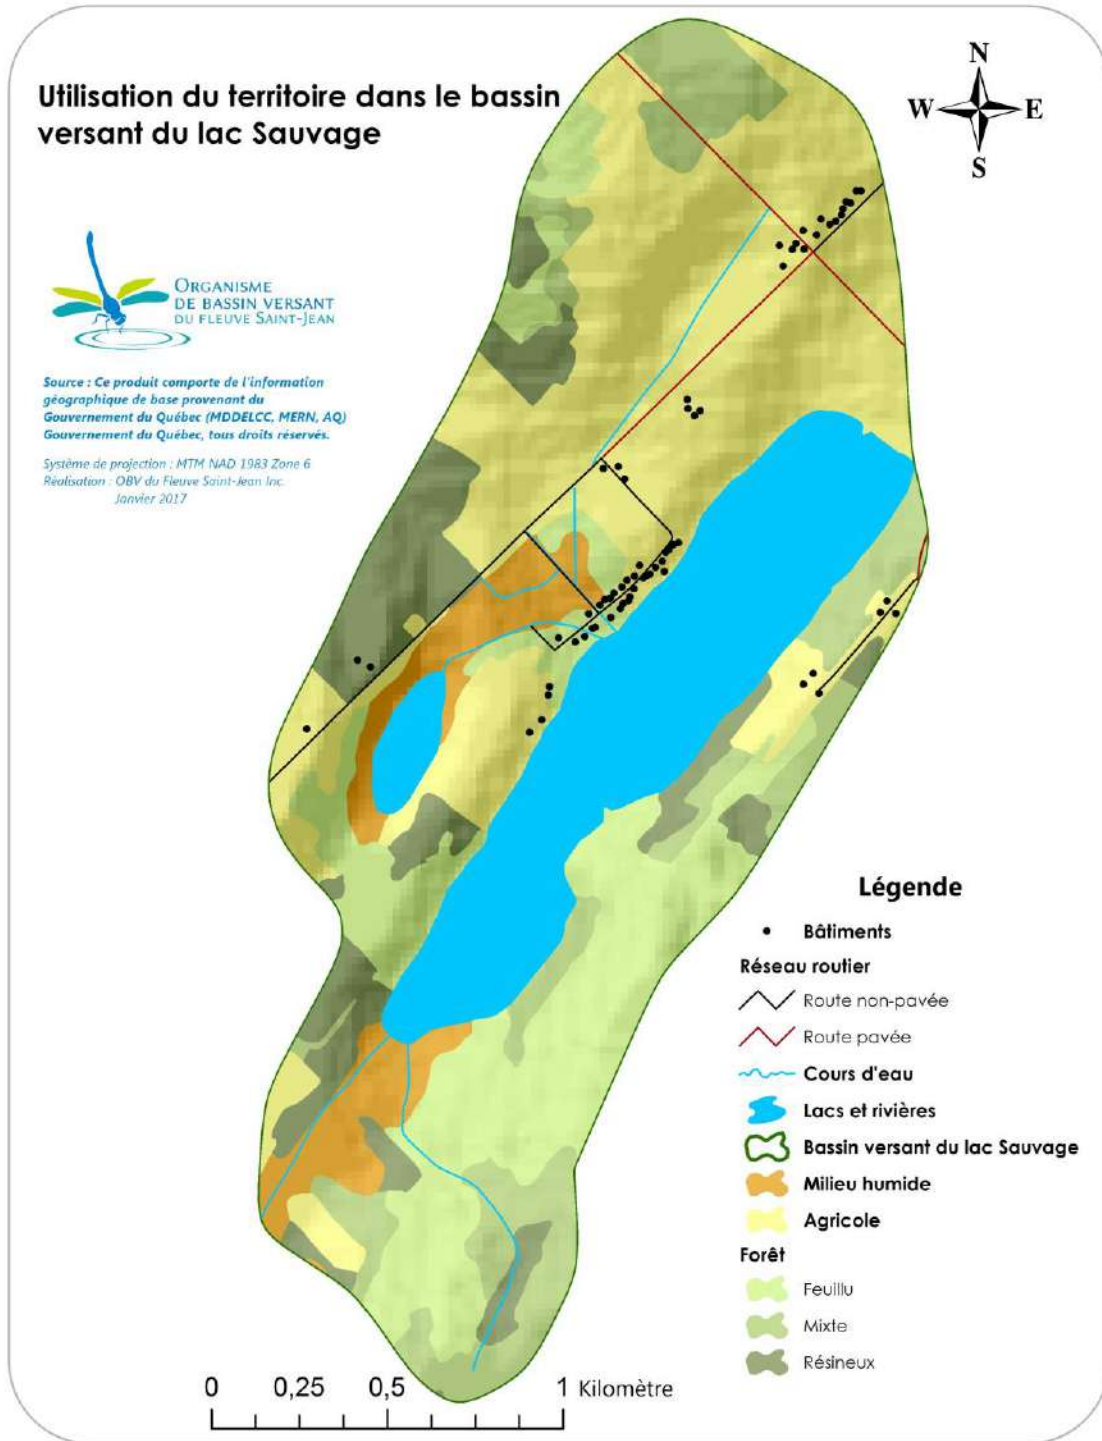 Utilisation du territoire dans le bassin
versant du lac Sauvage
N
W
E
S
ORGANISME
DE BASSIN VERSANT
DU FLEUVE SAINT-JEAN
Source : Ce produit comporte de l'information
géographique de base provenant du
Gouvernement du Québec (MDDELCC, MERN, AQ)
Gouvernement du Québec, tous droits réservés.
Système de projection : MTM NAD 1983 Zone 6
Réalisation : OBV du Fleuve Saint-Jean Inc.
Janvier 2017
Légende
Bâtiments
Réseau routier
Route non-pavée
Route pavée
Cours d'eau
Lacs et rivières
Bassin versant du lac Sauvage
Milieu humide
Agricole
Forêt
Feuillu
Mixte
Résineux
0 0,25 0,5 1 Kilomètre